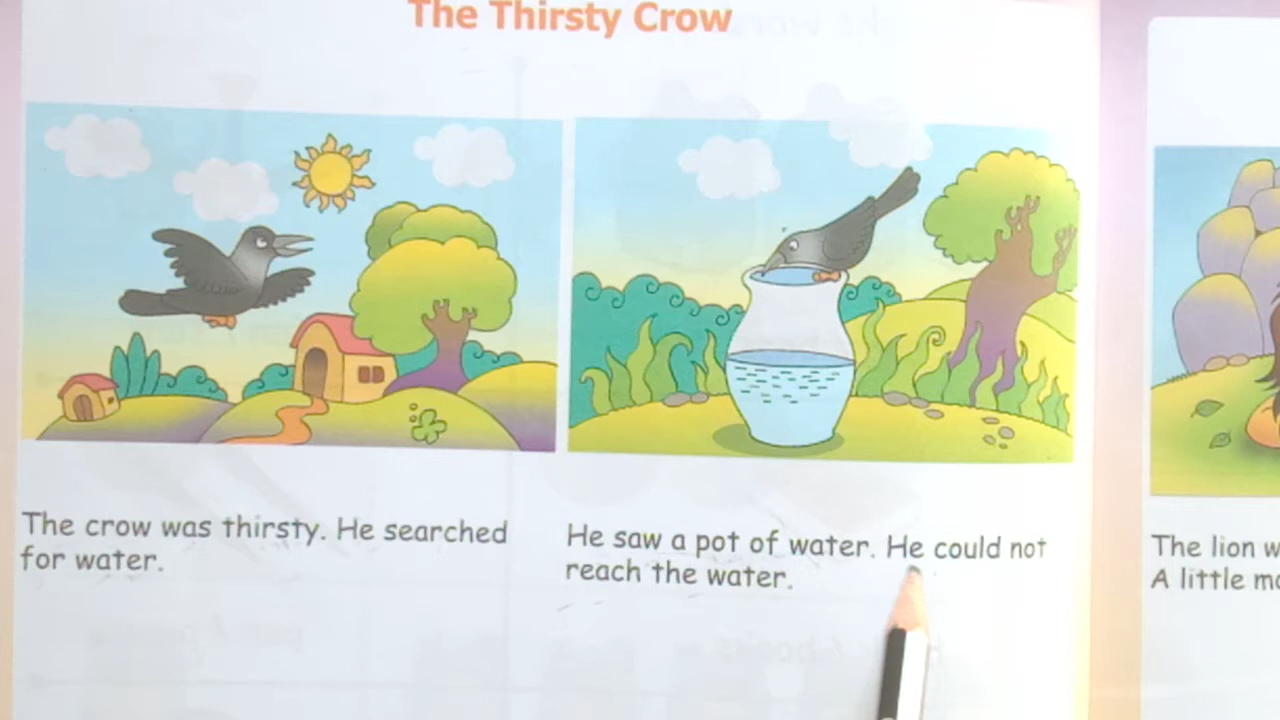 The Thirsty Crow
The crow was thirsty. He searched
for water.
He saw a pot of water. He could not
reach the water.
The lion
A little